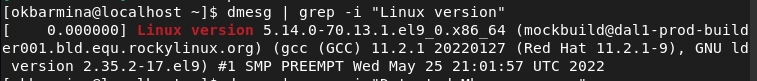 [okbarmina@localhost ~]$ dmesg | grep -i "Linux version"
[    0.000000] Linux version 5.14.0-70.13.1.el9_0.x86_64 (mockbuild@dal1-prod-build
er001.bld.equ.rockylinux.org) (gcc (GCC) 11.2.1 20220127 (Red Hat 11.2.1-9), GNU ld
 version 2.35.2-17.el9) #1 SMP PREEMPT Wed May 25 21:01:57 UTC 2022